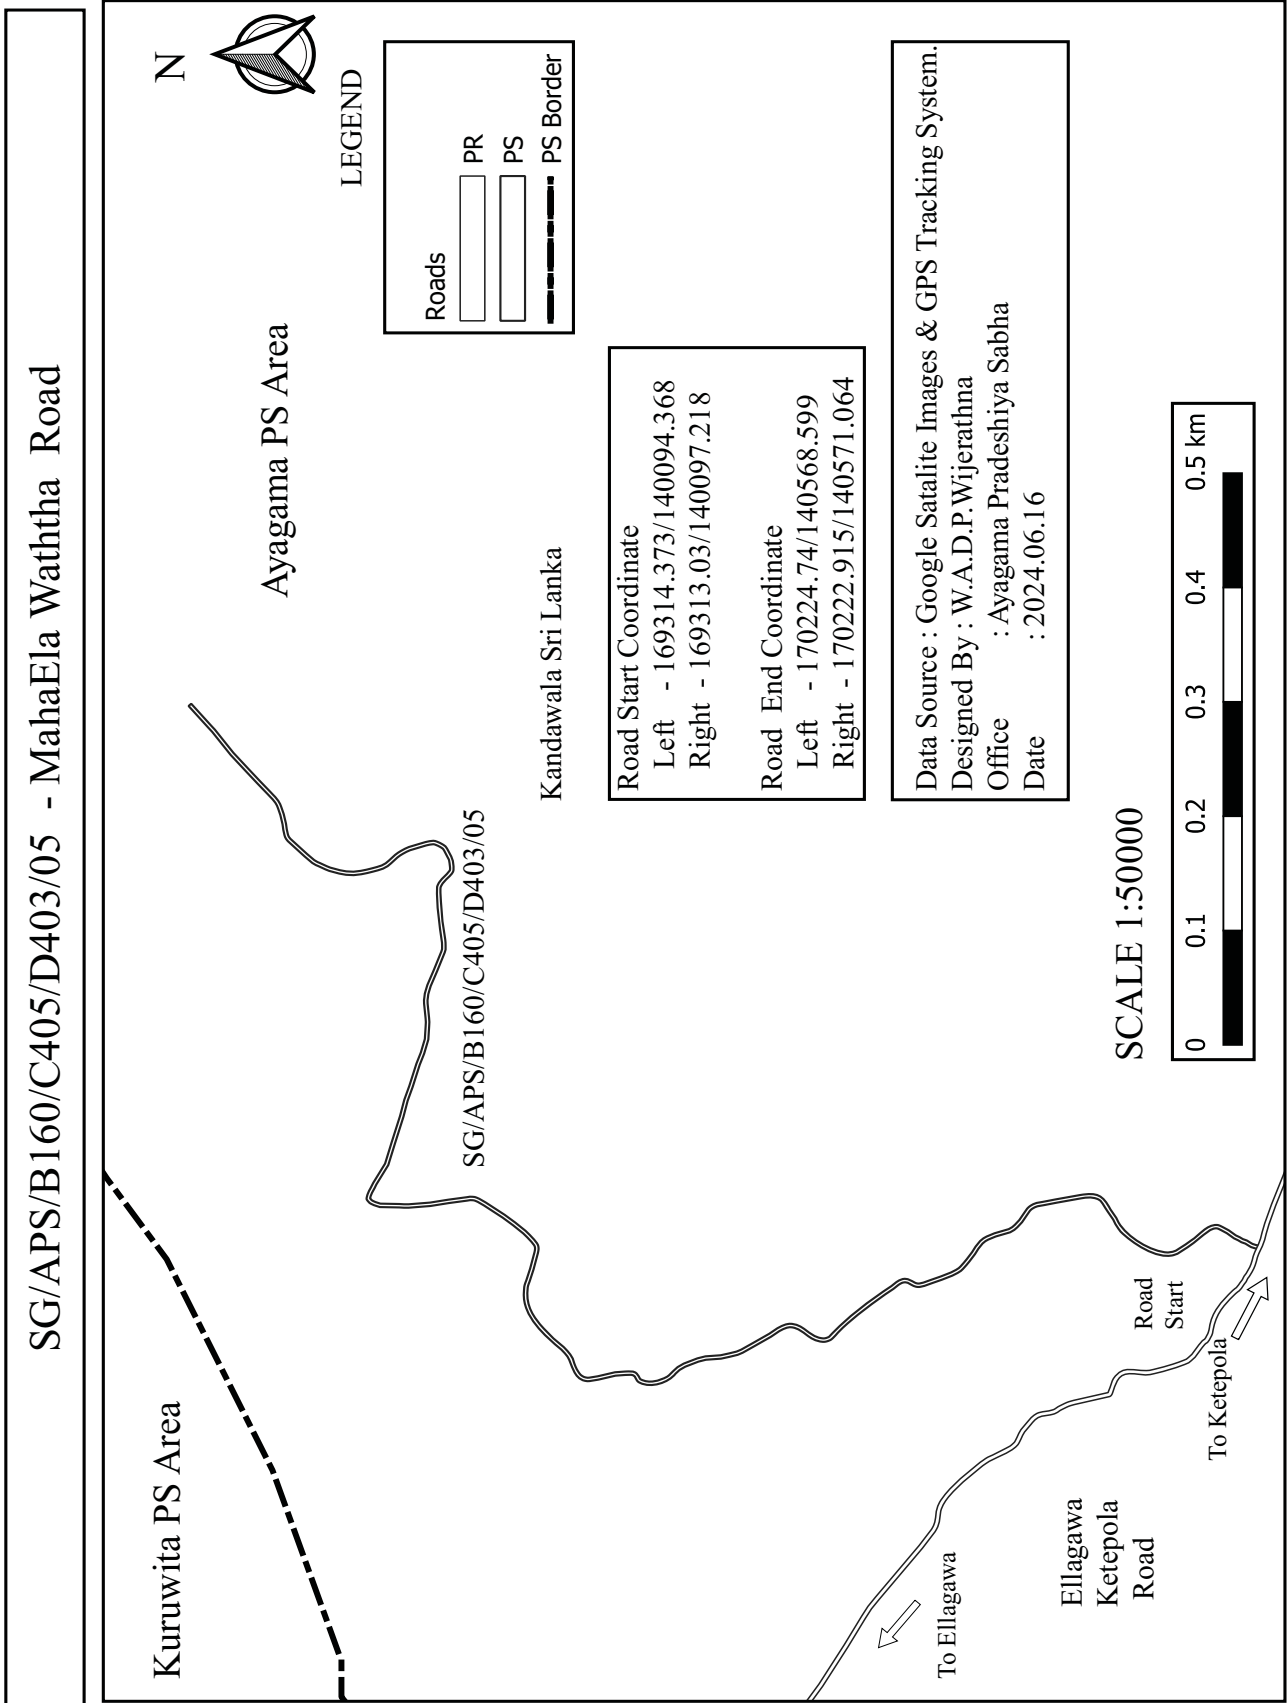 SG/APS/B160/C405/D403/05 - MahaEla Waththa Road
Kuruwita PS Area
Ayagama PS Area
N
LEGEND
Roads
PR
PS
PS Border
SG/APS/B160/C405/D403/05
Kandawala Sri Lanka
Road Start Coordinate
Left - 169314.373/140094.368
Right - 169313.03/140097.218
Road End Coordinate
Left - 170224.74/140568.599
Right - 170222.915/140571.064
Data Source : Google Satalite Images & GPS Tracking System.
Designed By : W.A.D.P.Wijerathna
Office : Ayagama Pradeshiya Sabha
Date : 2024.06.16
To Ellagawa
Ellagawa
Ketepola
Road
Road
Start
To Ketepola
SCALE 1:50000
0 0.1 0.2 0.3 0.4 0.5 km